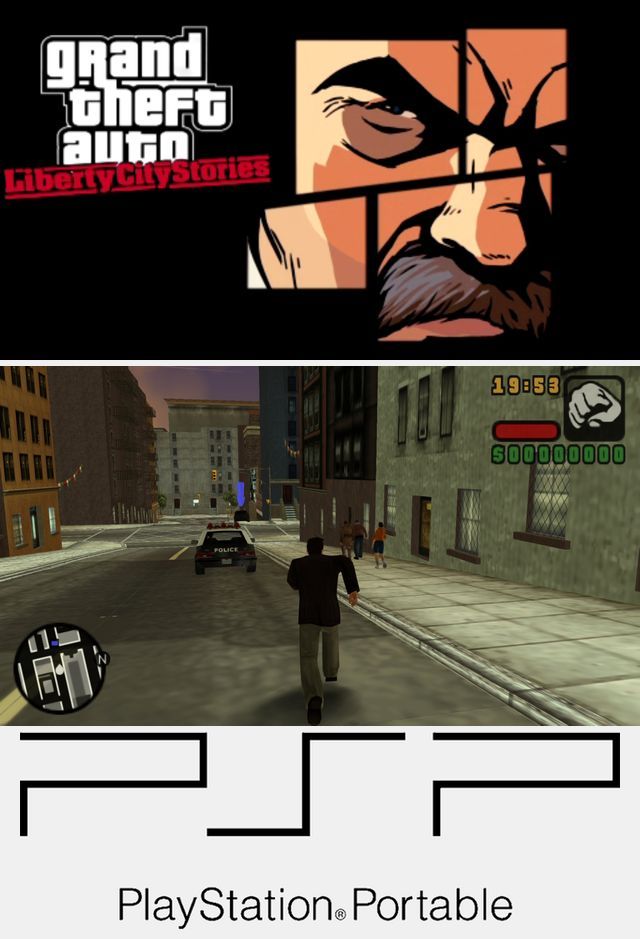 grand
theft
auto
LibertyCityStories
19:53
$00000000
POLICE
N
PSP
PlayStation®Portable